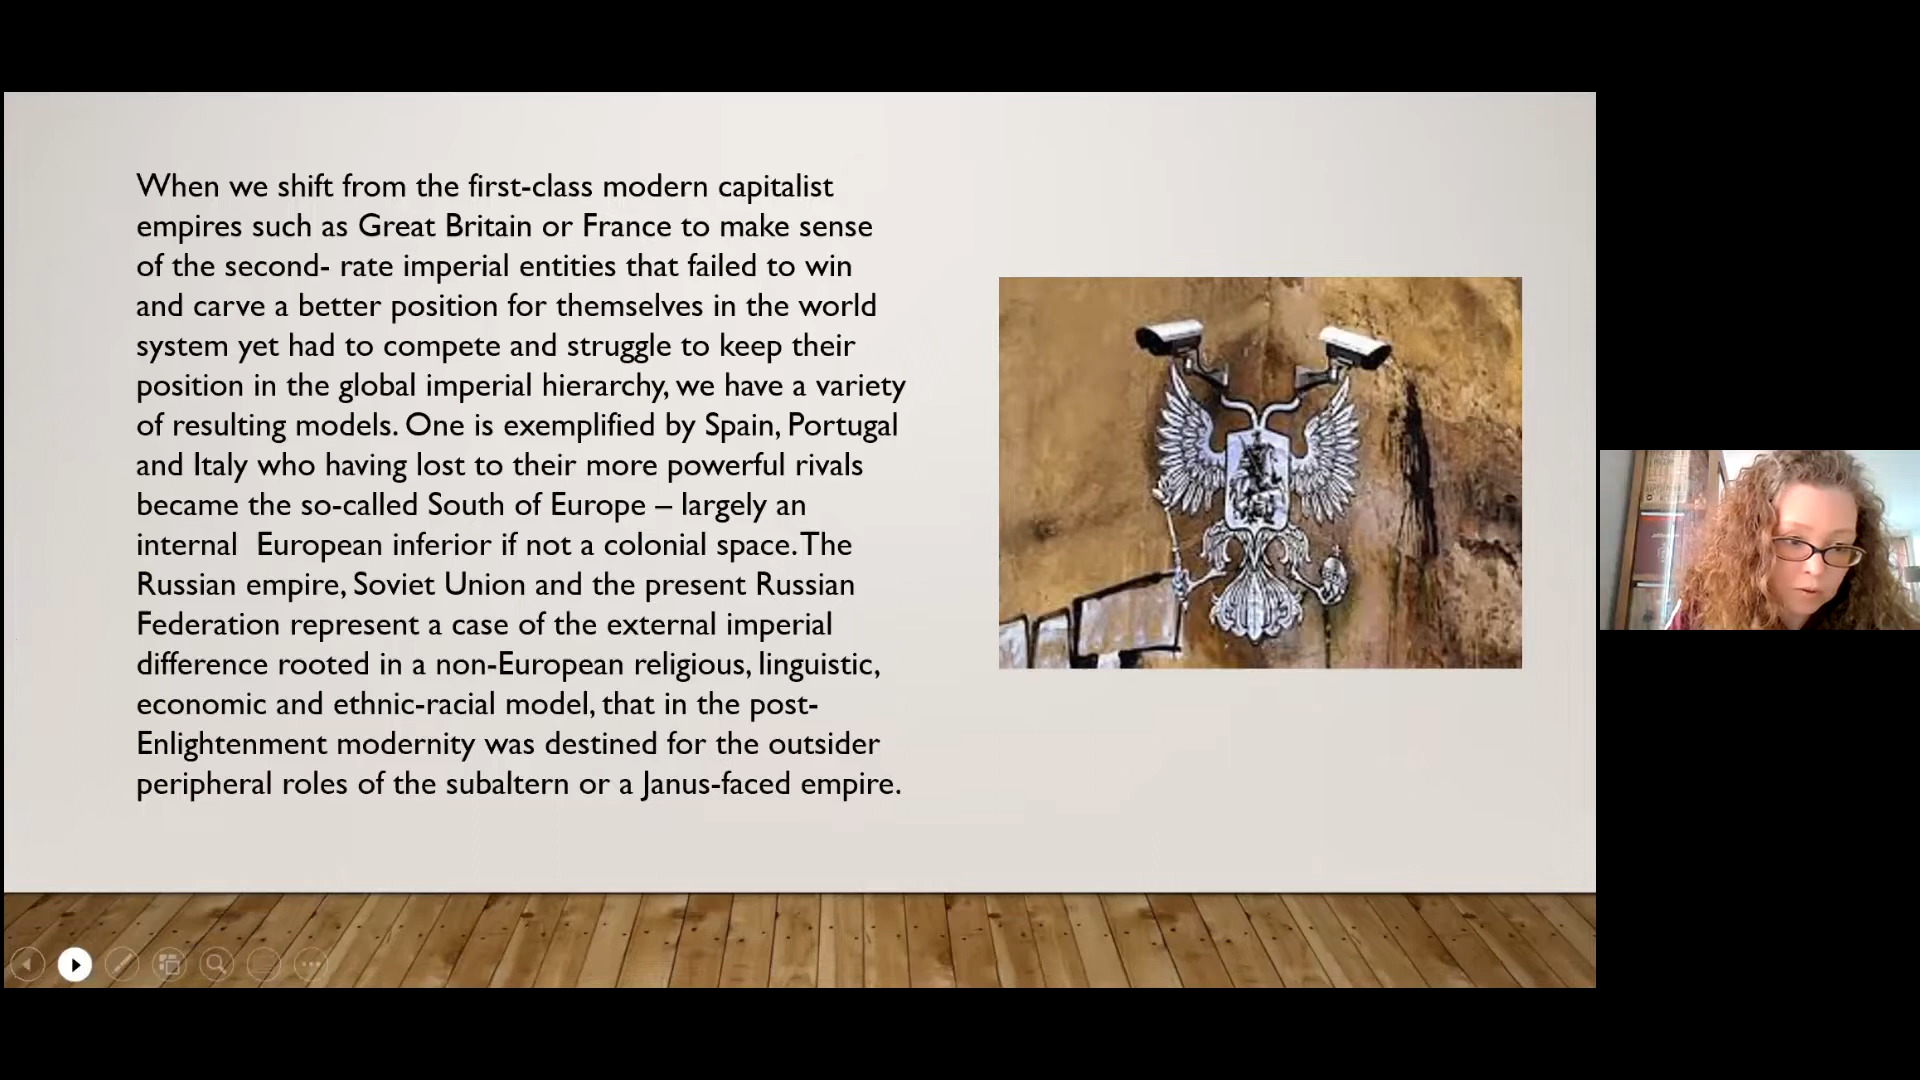 When we shift from the first-class modern capitalist
empires such as Great Britain or France to make sense
of the second- rate imperial entities that failed to win
and carve a better position for themselves in the world
system yet had to compete and struggle to keep their
position in the global imperial hierarchy, we have a variety
of resulting models. One is exemplified by Spain, Portugal
and Italy who having lost to their more powerful rivals
became the so-called South of Europe – largely an
internal  European inferior if not a colonial space. The
Russian empire, Soviet Union and the present Russian
Federation represent a case of the external imperial
difference rooted in a non-European religious, linguistic,
economic and ethnic-racial model, that in the post-
Enlightenment modernity was destined for the outsider
peripheral roles of the subaltern or a Janus-faced empire.